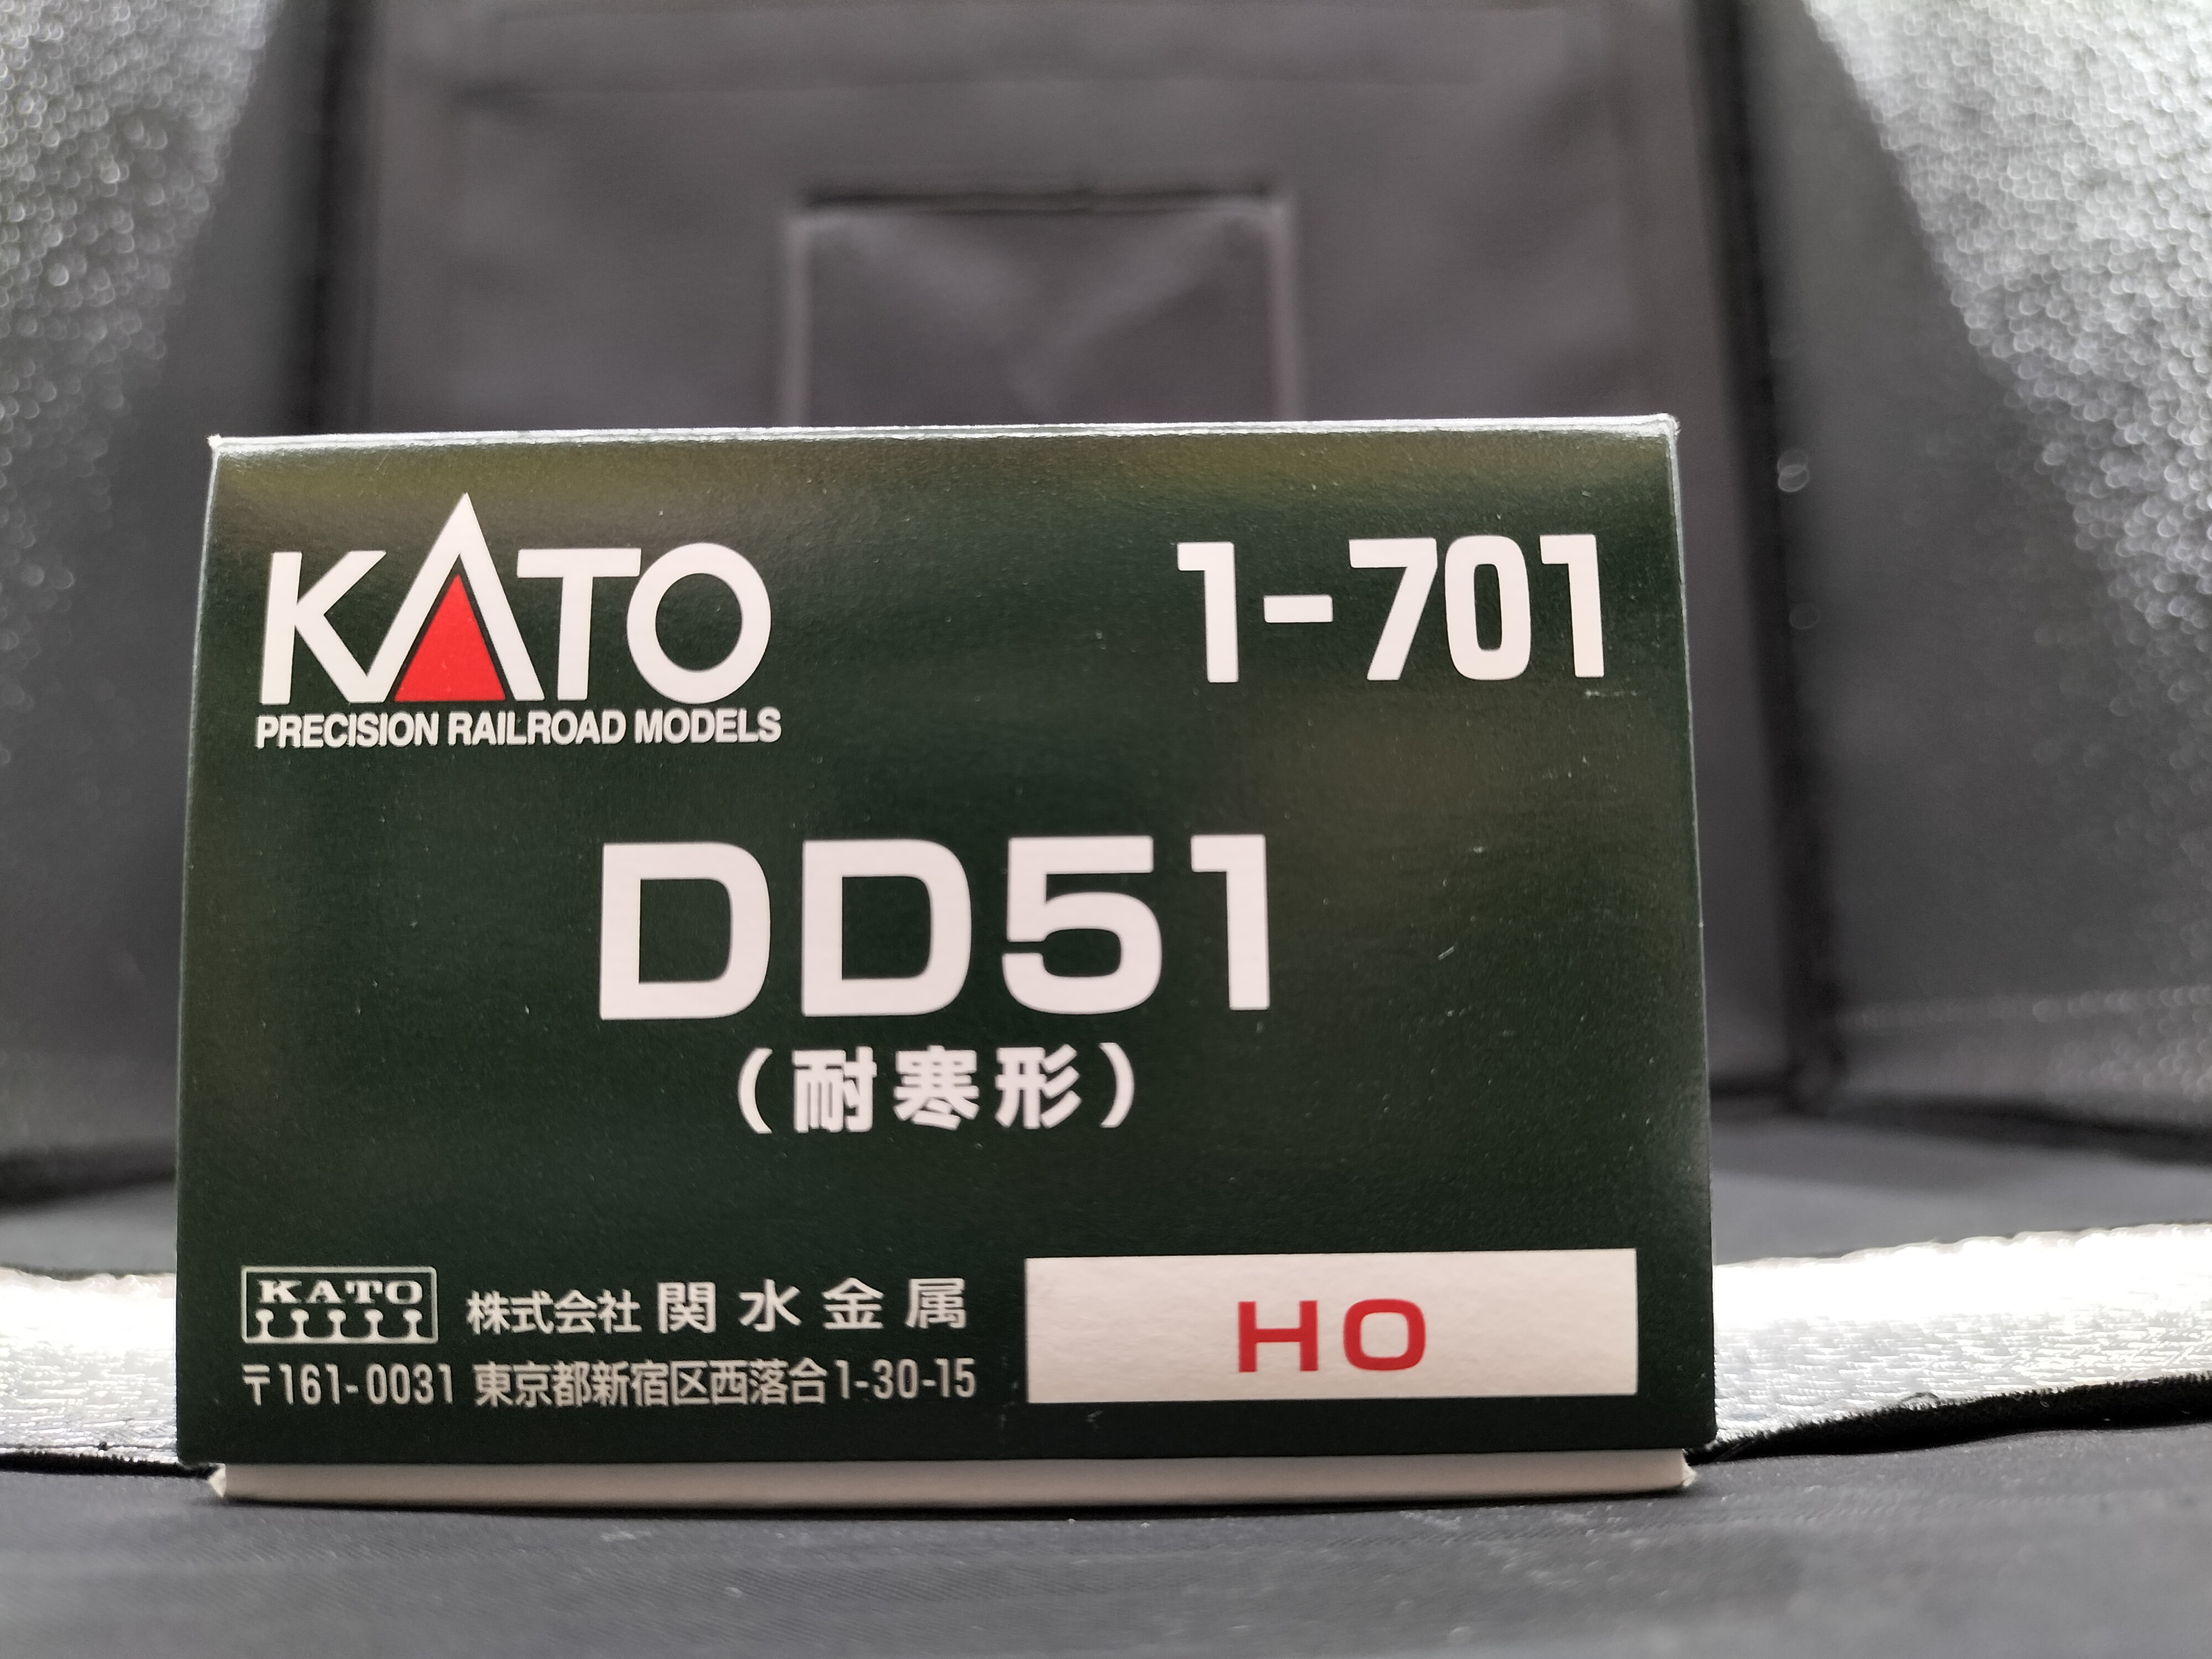 KATO
PRECISION RAILROAD MODELS
1-701
DD51
(耐寒形)
KATO
株式会社 関水金属
〒161-0031 東京都新宿区西落合1-30-15
HO